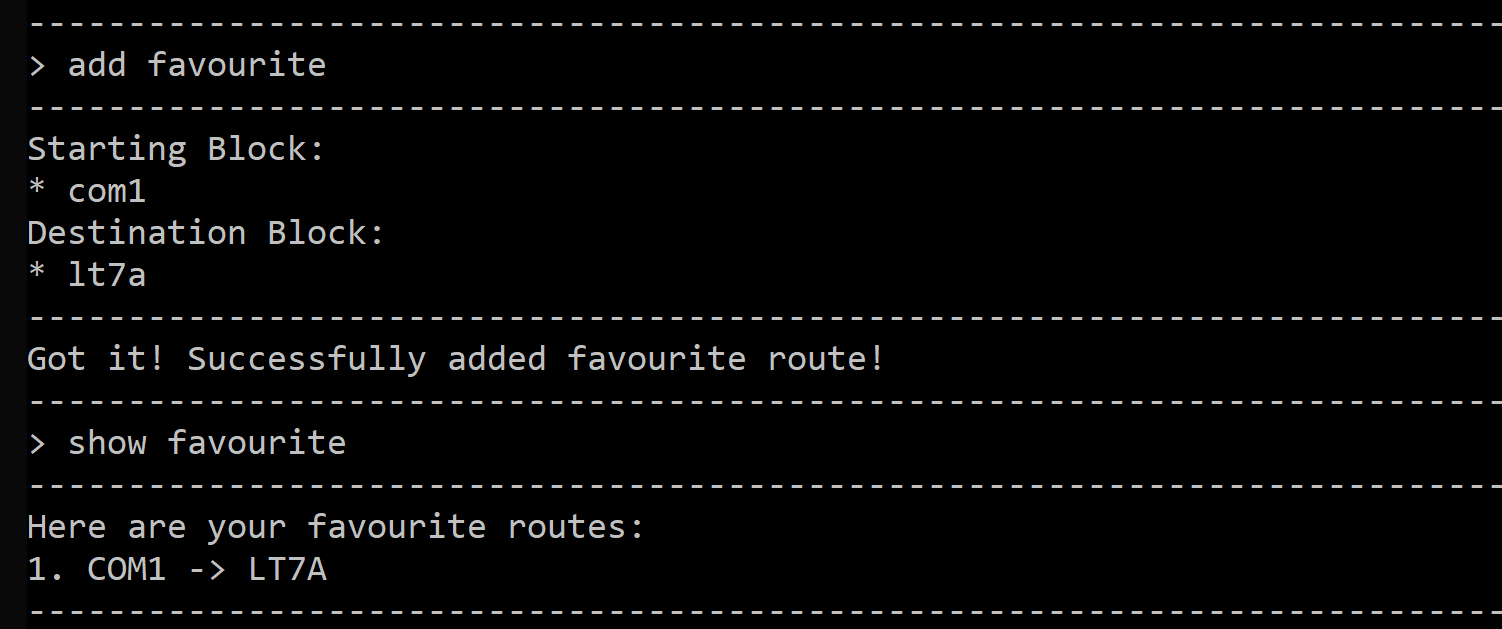 --------------------------------------------------------------------------
> add favourite
--------------------------------------------------------------------------
Starting Block:
* com1
Destination Block:
* lt7a
--------------------------------------------------------------------------
Got it! Successfully added favourite route!
--------------------------------------------------------------------------
> show favourite
--------------------------------------------------------------------------
Here are your favourite routes:
1. COM1 -> LT7A
--------------------------------------------------------------------------